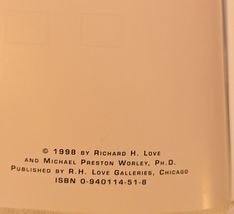 © 1998 BY RICHARD H. LOVE
AND MICHAEL PRESTON WORLEY, PH.D.
PUBLISHED BY R.H. LOVE GALLERIES, CHICAGO
ISBN 0-940114-51-8